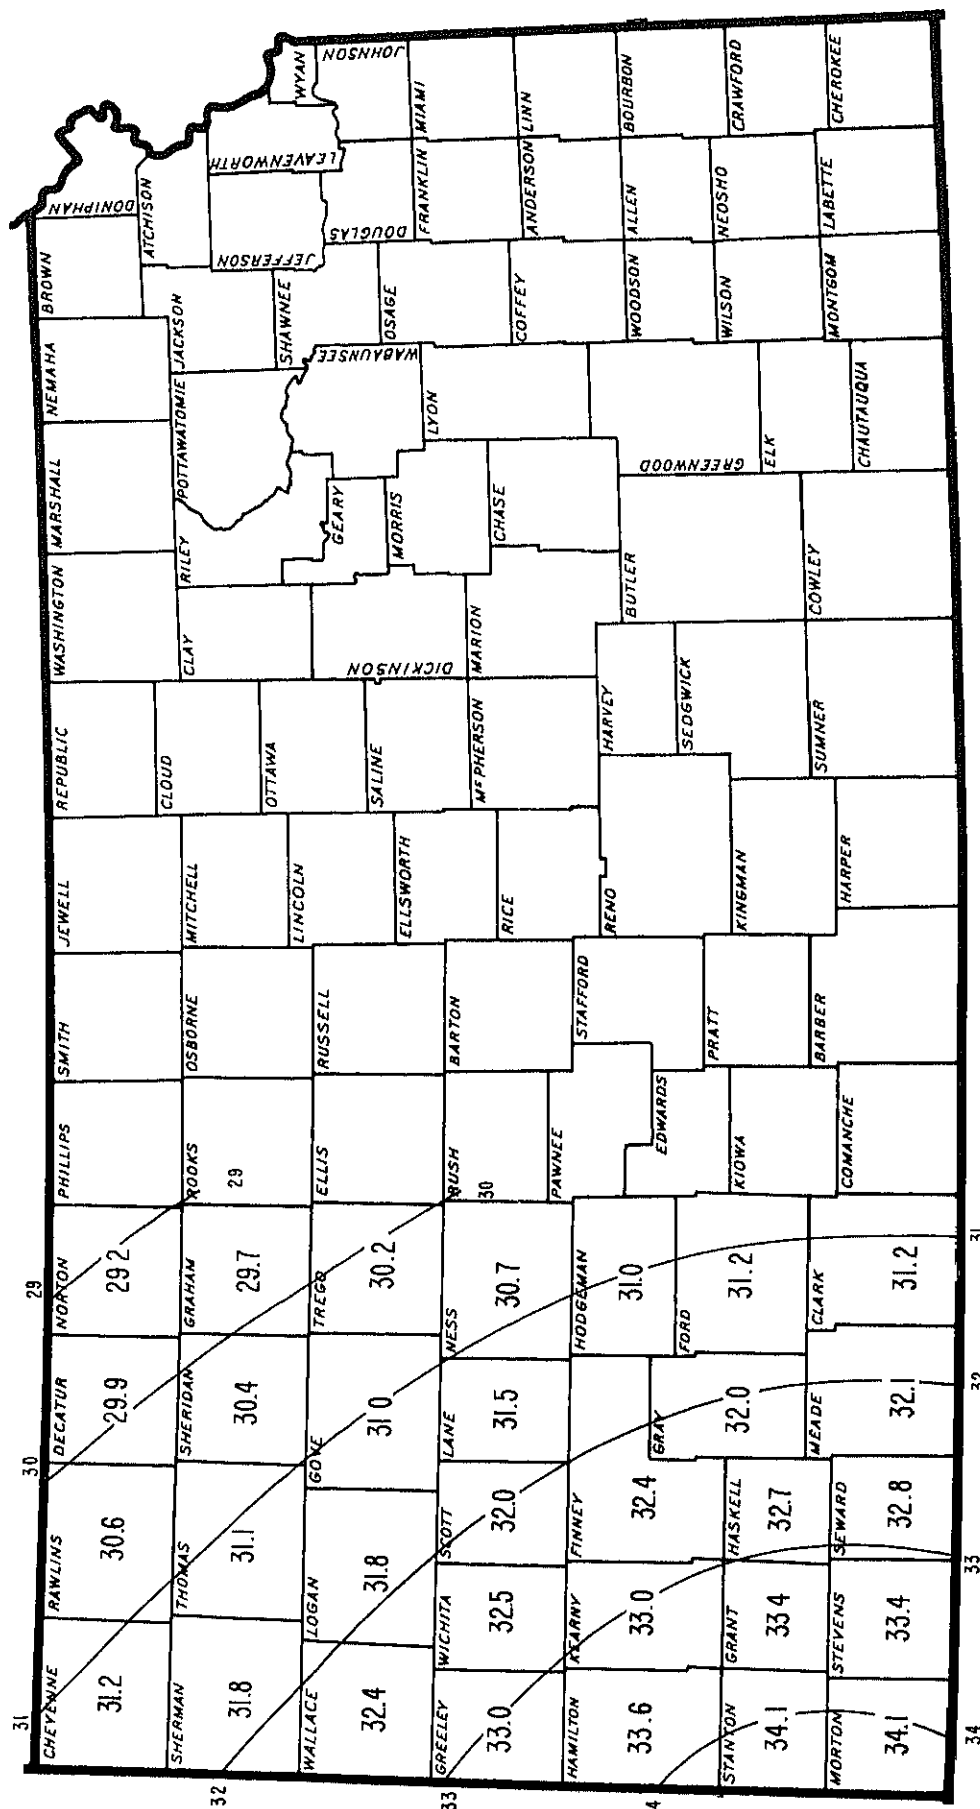 31
30
29
CHEYENNE
31.2
RAWLINS
30.6
DECATUR
29.9
NORTON
29.2
PHILLIPS
SMITH
JEWELL
REPUBLIC
WASHINGTON
MARSHALL
NEMAHA
BROWN
DONIPHAN
SHERMAN
31.8
THOMAS
31.1
SHERIDAN
30.4
GRAHAM
29.7
ROOKS
29
OSBORNE
MITCHELL
CLOUD
CLAY
RILEY
POTTAWATOMIE
JACKSON
ATCHISON
32
WALLACE
32.4
LOGAN
31.8
GOVE
31.0
TREGO
30.2
ELLIS
RUSSELL
LINCOLN
OTTAWA
DICKINSON
GEARY
SHAWNEE
JEFFERSON
LEAVENWORTH
WYAN
33
GREELEY
33.0
WICHITA
32.5
SCOTT
32.0
LANE
31.5
NESS
30.7
RUSH
30
BARTON
ELLSWORTH
SALINE
MORRIS
WABAUNSEE
OSAGE
DOUGLAS
JOHNSON
HAMILTON
33.6
KEARNY
33.0
FINNEY
32.4
HODGEMAN
31.0
PAWNEE
STAFFORD
RICE
McPHERSON
MARION
CHASE
LYON
COFFEY
FRANKLIN
MIAMI
4
STANTON
34.1
GRANT
33 4
HASKELL
32.7
GRAY
32.0
FORD
31.2
EDWARDS
KIOWA
PRATT
RENO
HARVEY
BUTLER
GREENWOOD
WOODSON
ANDERSON
LINN
MORTON
34.1
STEVENS
33.4
SEWARD
32.8
MEADE
32.1
CLARK
31.2
COMANCHE
BARBER
KINGMAN
HARPER
SEDGWICK
SUMNER
COWLEY
ELK
CHAUTAUQUA
WILSON
MONTGOM
ALLEN
NEOSHO
LABETTE
BOURBON
CRAWFORD
CHEROKEE
34
33
32
31